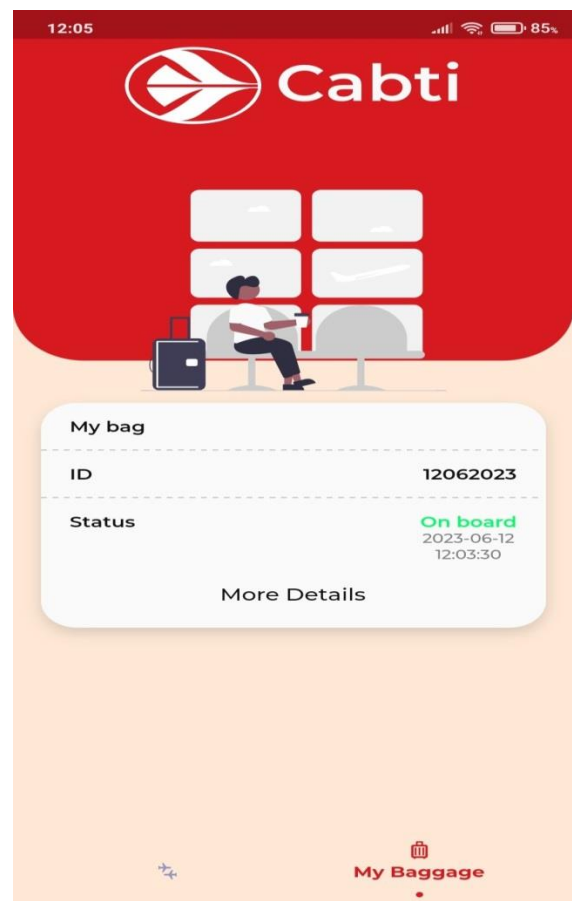 12:05 85%
Cabti
My bag
ID 12062023
Status On board
2023-06-12
12:03:30
More Details
My Baggage